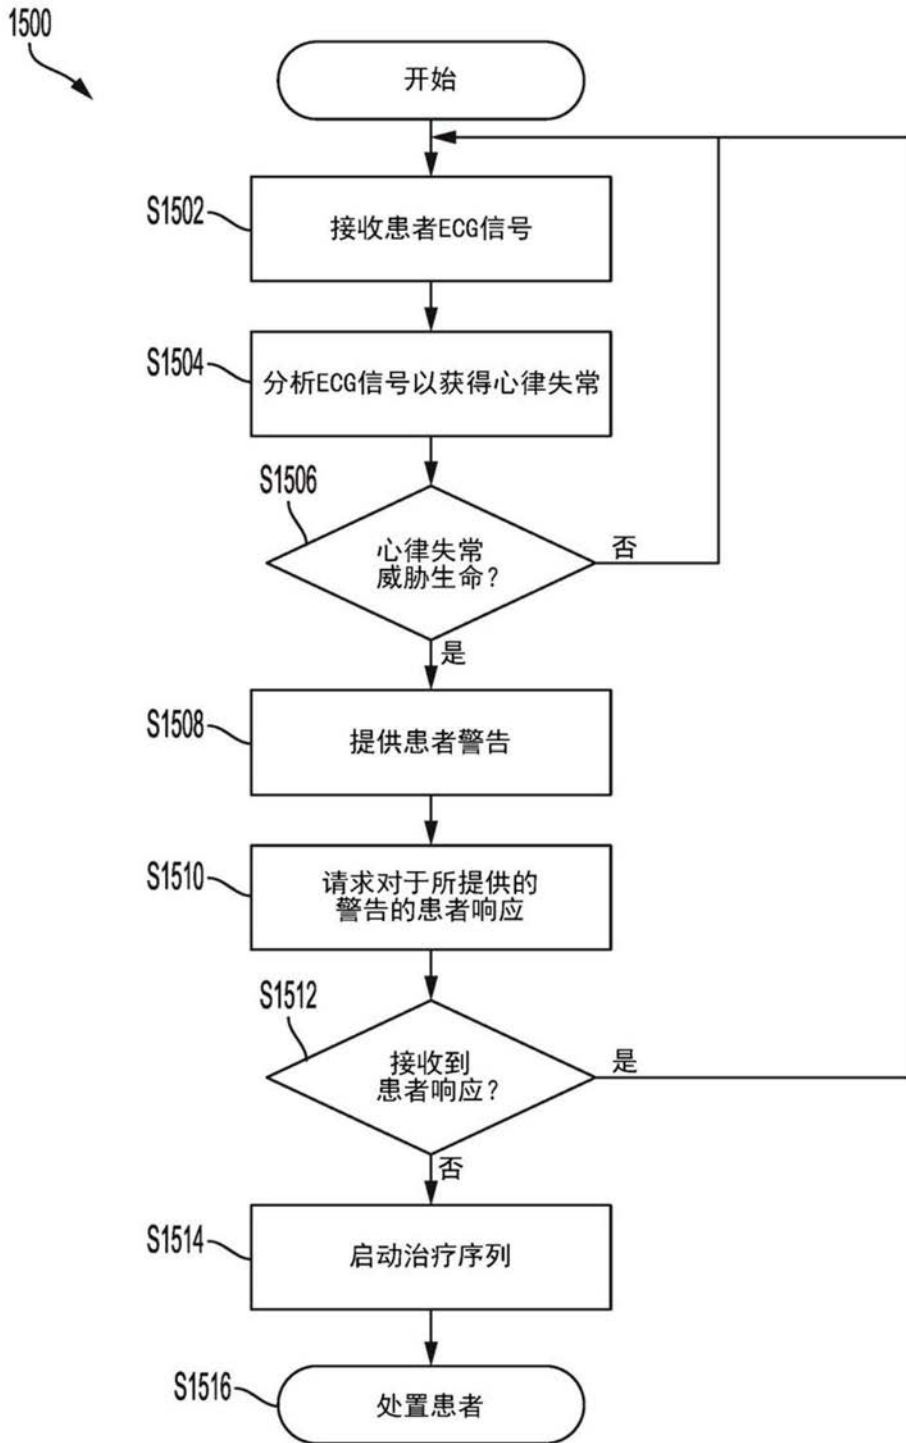 1500
开始
S1502
接收患者ECG信号
S1504
分析ECG信号以获得心律失常
S1506
心律失常
威胁生命?
否
是
S1508
提供患者警告
S1510
请求对于所提供的
警告的患者响应
S1512
接收到
患者响应?
是
否
S1514
启动治疗序列
S1516
处置患者